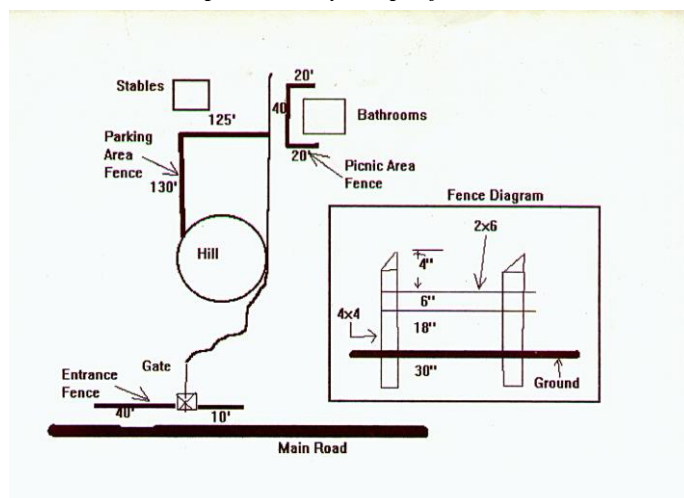 20'
Stables
40
125'
Bathrooms
Parking
Area
Fence
130'
20'
Picnic Area
Fence
Fence Diagram
2x6
4"
Hill
6"
4x4
18"
Gate
30"
Ground
Entrance
Fence
40'
10'
Main Road